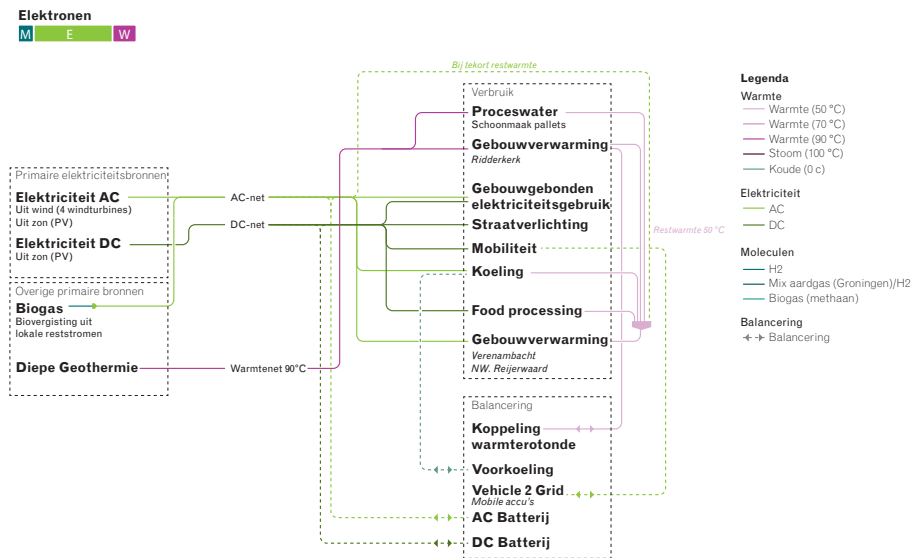 Elektronen
M E W
Bij tekort restwarmte
Verbruik
Proceswater
Schoonmaak pallets
Gebouwverwarming
Ridderkerk
Primaire elektriciteitsbronnen
Elektriciteit AC
Uit wind (4 windturbines)
Uit zon (PV)
Elektriciteit DC
Uit zon (PV)
AC-net
DC-net
Gebouwgebonden
elektriciteitsgebruik
Straatverlichting
Mobiliteit
Koeling
Restwarmte 50 °C
Overige primaire bronnen
Biogas
Biovergisting uit
lokale reststromen
Diepe Geothermie
Warmtenet 90°C
Food processing
Gebouwverwarming
Verenambacht
NW. Reijerwaard
Balancering
Koppeling
warmterotonde
Voorkoeling
Vehicle 2 Grid
Mobile accu's
AC Batterij
DC Batterij
Legenda
Warmte
Warmte (50 °C)
Warmte (70 °C)
Warmte (90 °C)
Stoom (100 °C)
Koude (0 c)
Elektriciteit
AC
DC
Moleculen
H2
Mix aardgas (Groningen)/H2
Biogas (methaan)
Balancering
Balancering